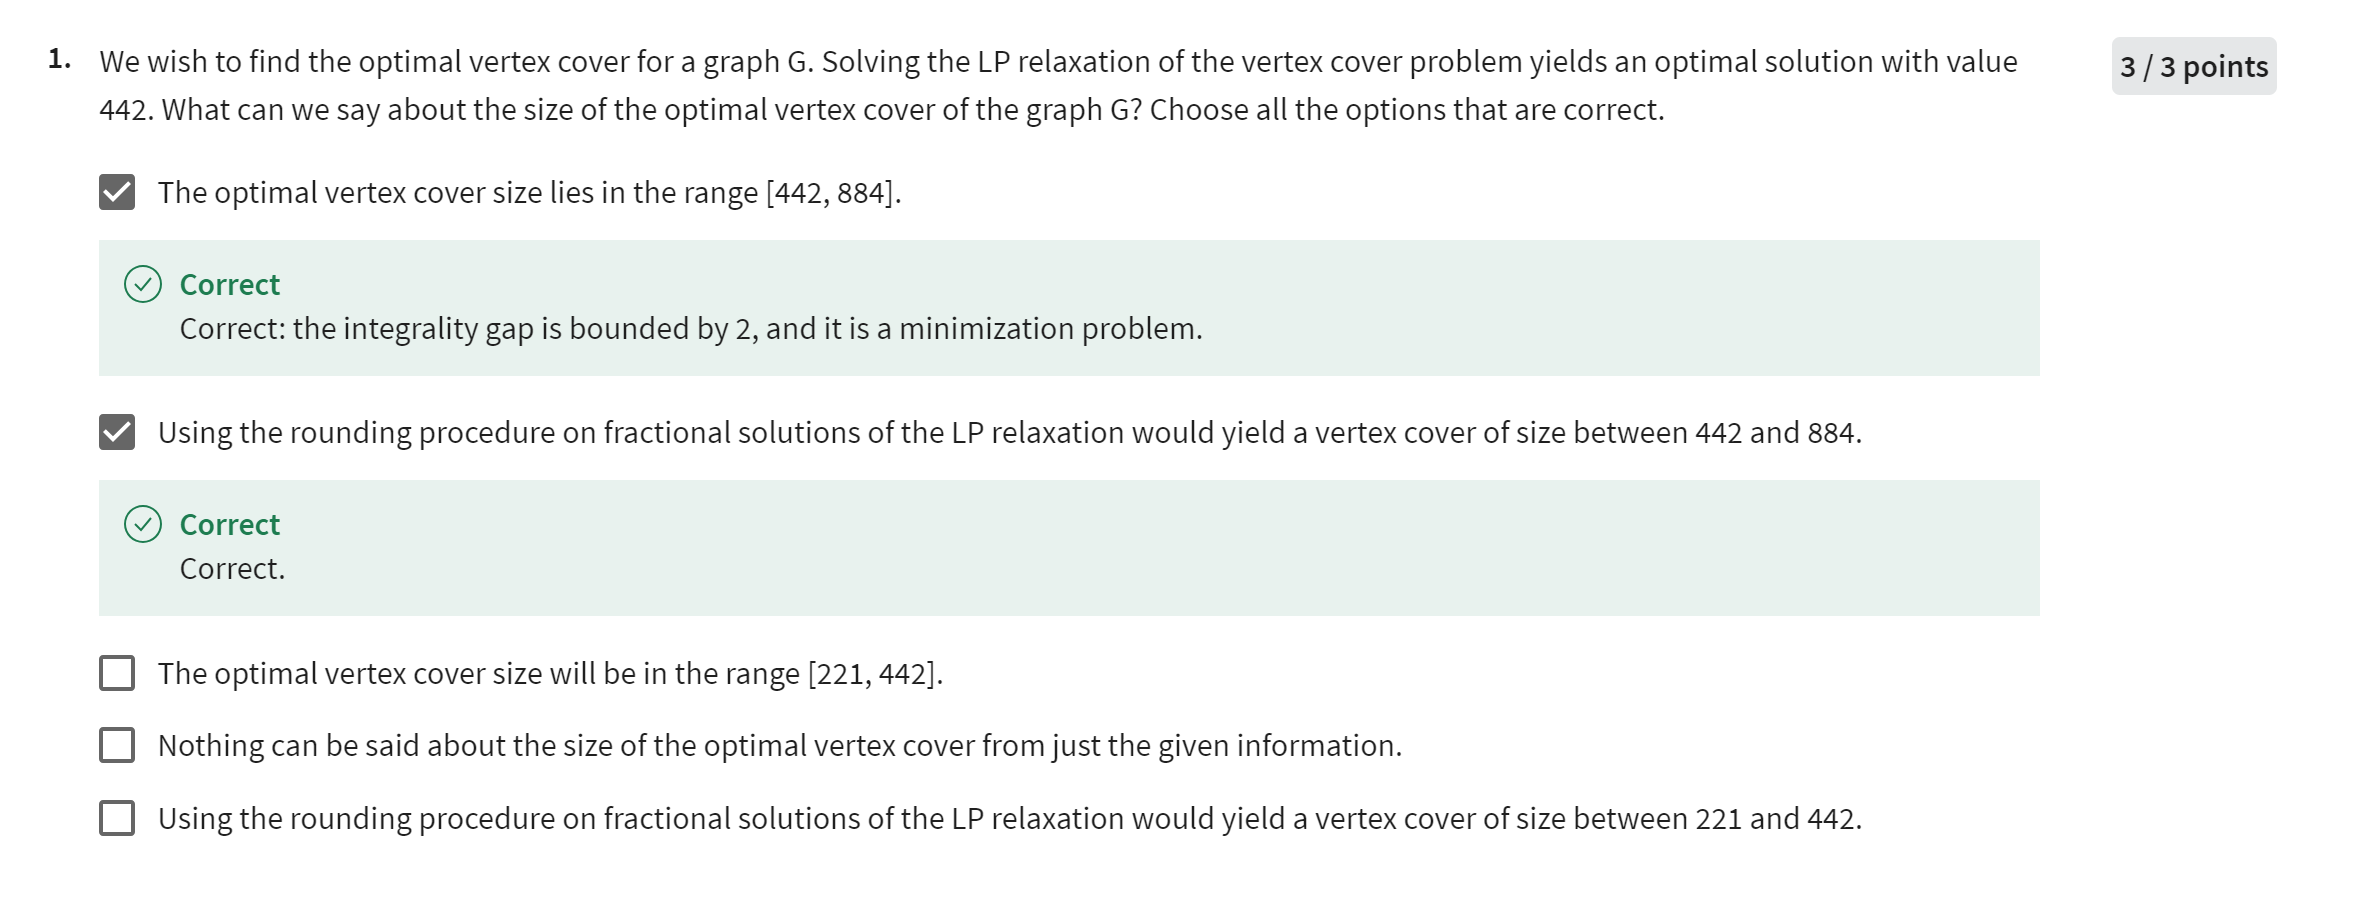 1. We wish to find the optimal vertex cover for a graph G. Solving the LP relaxation of the vertex cover problem yields an optimal solution with value
3 / 3 points
442. What can we say about the size of the optimal vertex cover of the graph G? Choose all the options that are correct.
The optimal vertex cover size lies in the range [442, 884].
Correct
Correct: the integrality gap is bounded by 2, and it is a minimization problem.
Using the rounding procedure on fractional solutions of the LP relaxation would yield a vertex cover of size between 442 and 884.
Correct
Correct.
The optimal vertex cover size will be in the range [221, 442].
Nothing can be said about the size of the optimal vertex cover from just the given information.
Using the rounding procedure on fractional solutions of the LP relaxation would yield a vertex cover of size between 221 and 442.